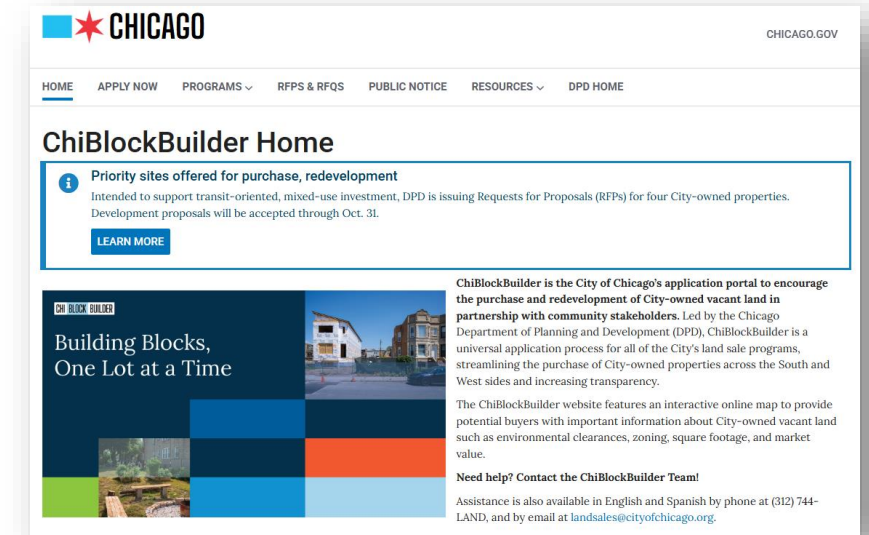 CHICAGO
CHICAGO.GOV
HOME APPLY NOW PROGRAMS RFPS & RFQS PUBLIC NOTICE RESOURCES DPD HOME
ChiBlockBuilder Home
Priority sites offered for purchase, redevelopment
Intended to support transit-oriented, mixed-use investment, DPD is issuing Requests for Proposals (RFPs) for four City-owned properties.
Development proposals will be accepted through Oct. 31.
LEARN MORE
CHI BLOCK BUILDER
Building Blocks,
One Lot at a Time
ChiBlockBuilder is the City of Chicago's application portal to encourage
the purchase and redevelopment of City-owned vacant land in
partnership with community stakeholders. Led by the Chicago
Department of Planning and Development (DPD), ChiBlockBuilder is a
universal application process for all of the City's land sale programs,
streamlining the purchase of City-owned properties across the South and
West sides and increasing transparency.
The ChiBlockBuilder website features an interactive online map to provide
potential buyers with important information about City-owned vacant land
such as environmental clearances, zoning, square footage, and market
value.
Need help? Contact the ChiBlockBuilder Team!
Assistance is also available in English and Spanish by phone at (312) 744-
LAND, and by email at landsales@cityofchicago.org.